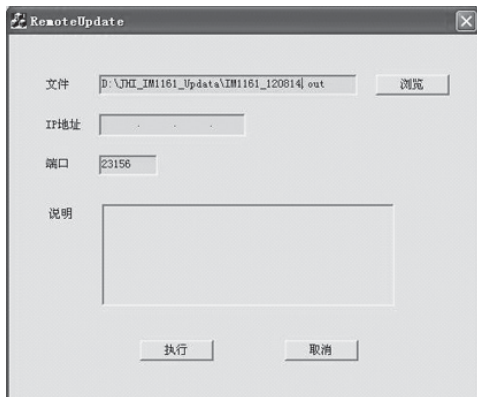 RemoteUpdate
文件 D:\JHI_IM1161_Updata\IM1161_120814.out 浏览
IP地址 . . .
端口 23156
说明
执行 取消